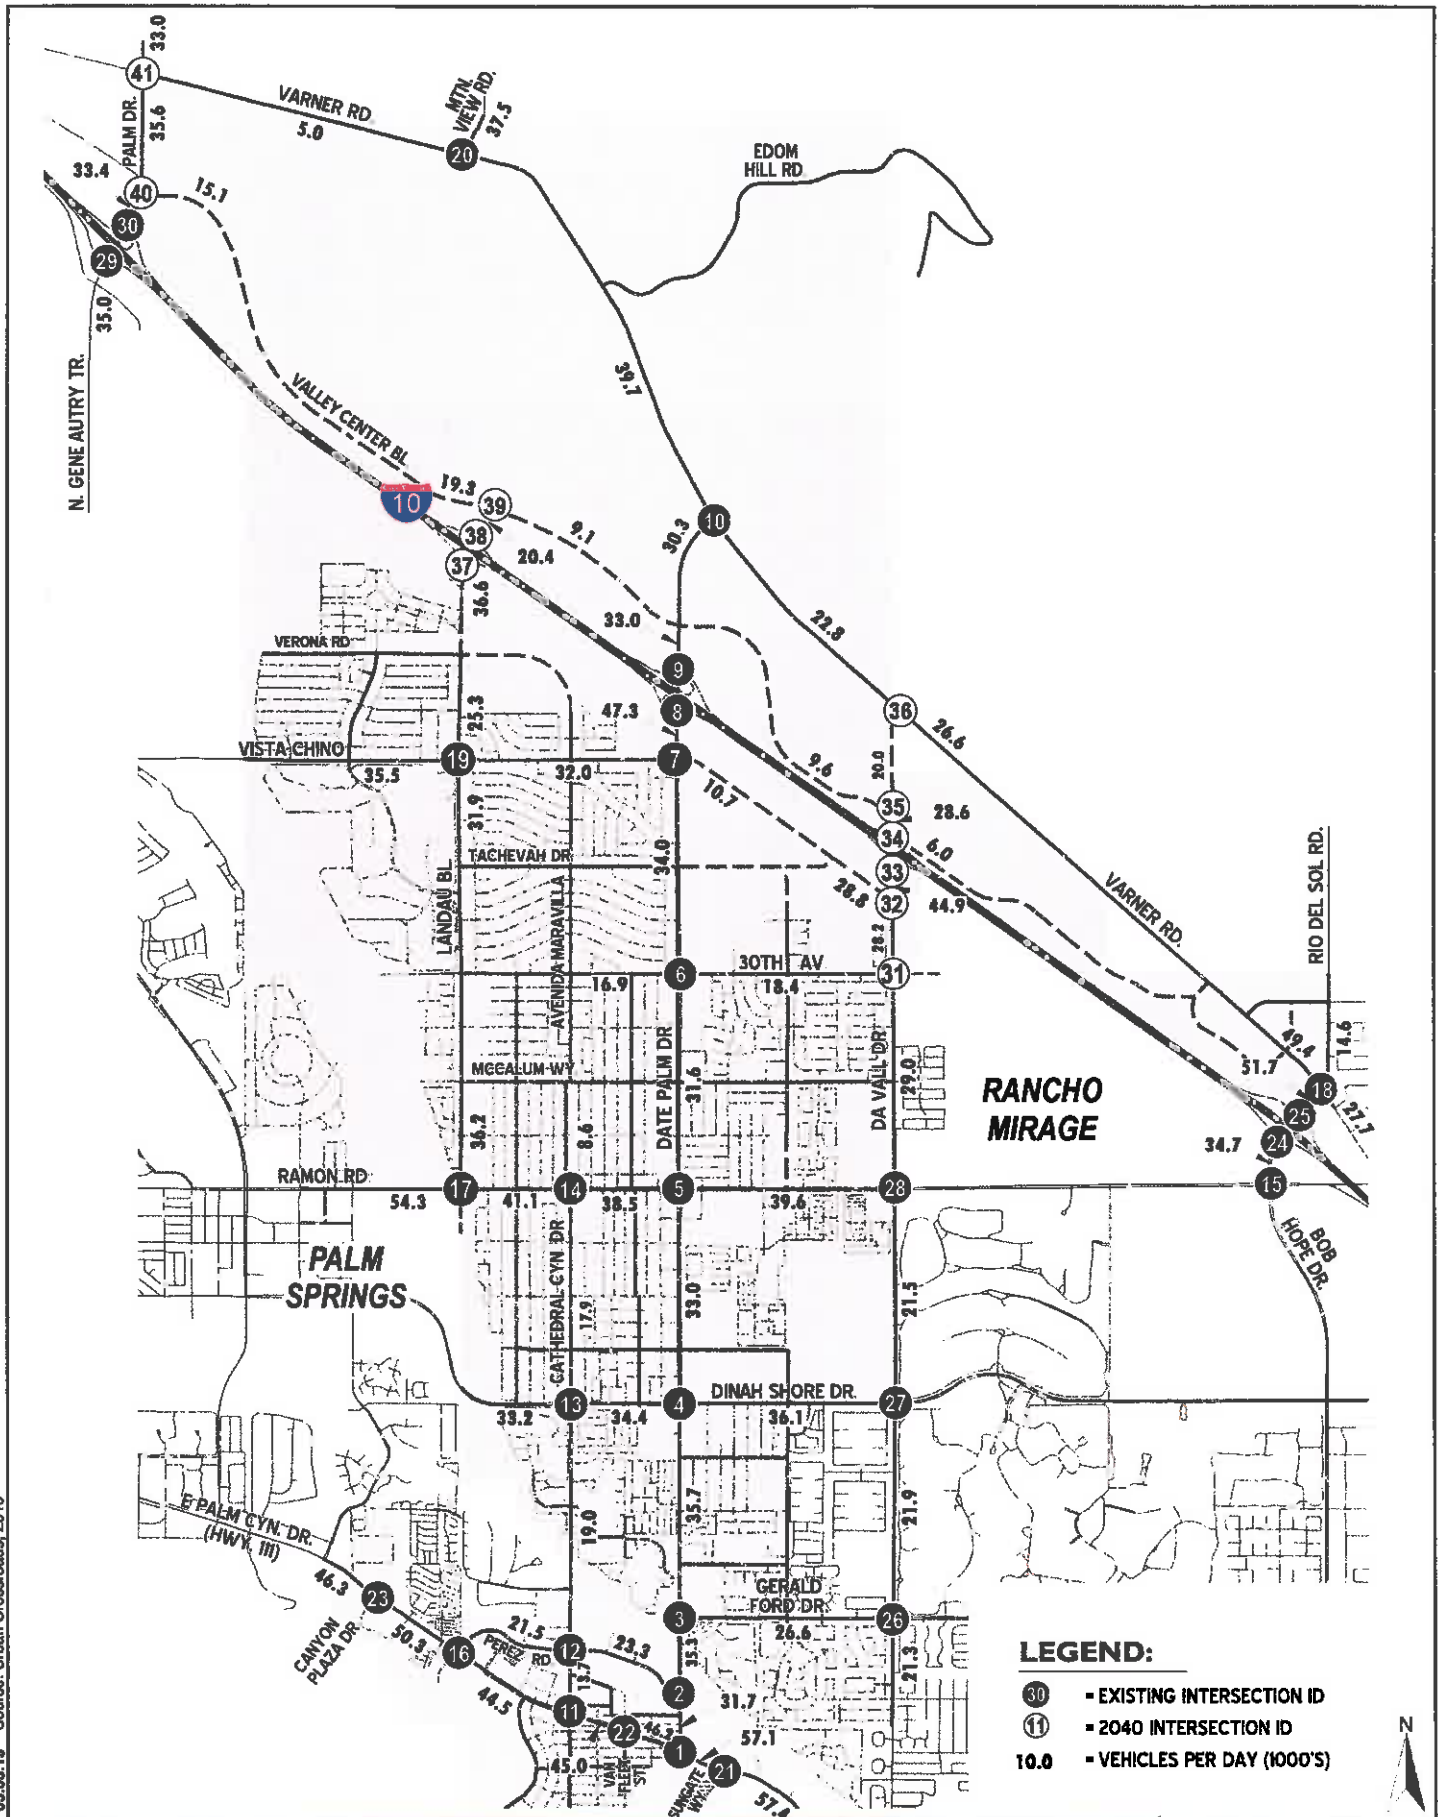 33.0
41
VARNER RD.
5.0
MTN.
VIEW RD.
37.5
20
PALM DR.
35.6
EDOM
HILL RD.
33.4
40
15.1
30
29
35.0
N. GENE AUTRY TR.
39.7
VALLEY CENTER BL.
10
19.3
39
38
37
9.1
20.4
30.3
10
36.6
33.0
22.8
VERONA RD.
9
8
47.3
36
26.6
25.3
VISTA CHINO
35.5
19
32.0
7
10.7
9.6
20.0
35
28.6
31.9
34
6.0
TACHEVAH DR.
34.0
33
28.8
32
44.9
LANDAU BL.
AVENIDA MARAVILLA
28.2
VARNER RD.
RIO DEL SOL RD.
6
30TH AV
31
16.9
18.4
49.4
14.6
DATE PALM DR
DA VALL DR.
29.0
MCCALUM WY.
31.6
51.7
18
RANCHO
MIRAGE
25
27.7
24
36.2
8.6
34.7
15
RAMON RD.
54.3
17
41.1
14
38.5
5
39.6
28
BOB
HOPE DR.
PALM
SPRINGS
CATHEDRAL CYN. DR
17.9
33.0
21.5
DINAH SHORE DR.
33.2
13
34.4
4
36.1
27
E PALM CYN. DR.
(HWY. 111)
19.0
35.7
21.9
46.3
23
CANYON
PLAZA DR.
50.3
GERALD
FORD DR.
3
26.6
26
16
21.5
PEREZ RD
12
23.3
35.3
21.3
13.7
2
44.5
11
31.7
22
46.2
1
57.1
45.0
VAN
FLEET
ST.
SUNGATE
WY.
21
57.6
LEGEND:
30 = EXISTING INTERSECTION ID
11 = 2040 INTERSECTION ID
10.0 = VEHICLES PER DAY (1000'S)
N